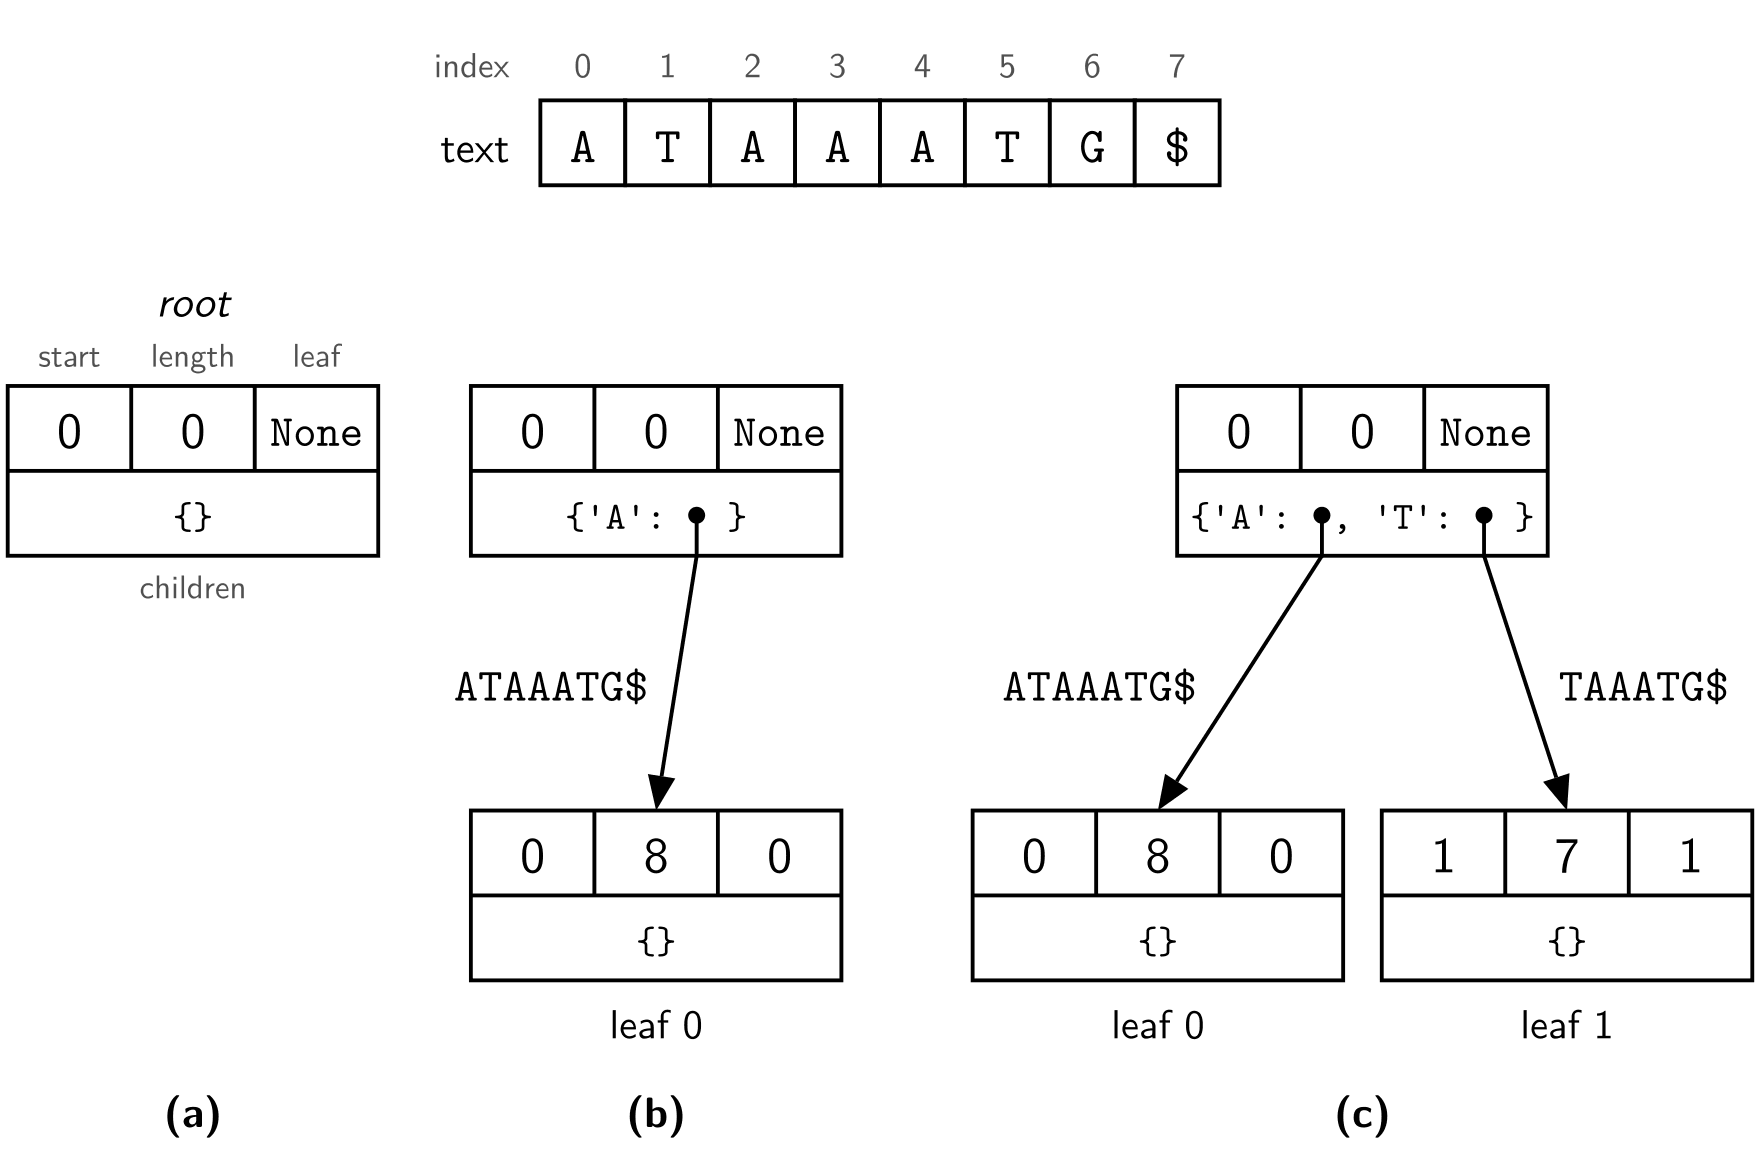 index 0 1 2 3 4 5 6 7
text A T A A A T G $
root
start length leaf
0 0 None
{}
children
0 0 None
{'A': }
ATAAATG$
0 8 0
{}
leaf 0
0 0 None
{'A': , 'T': }
ATAAATG$
TAAATG$
0 8 0
{}
leaf 0
1 7 1
{}
leaf 1
(a)
(b)
(c)